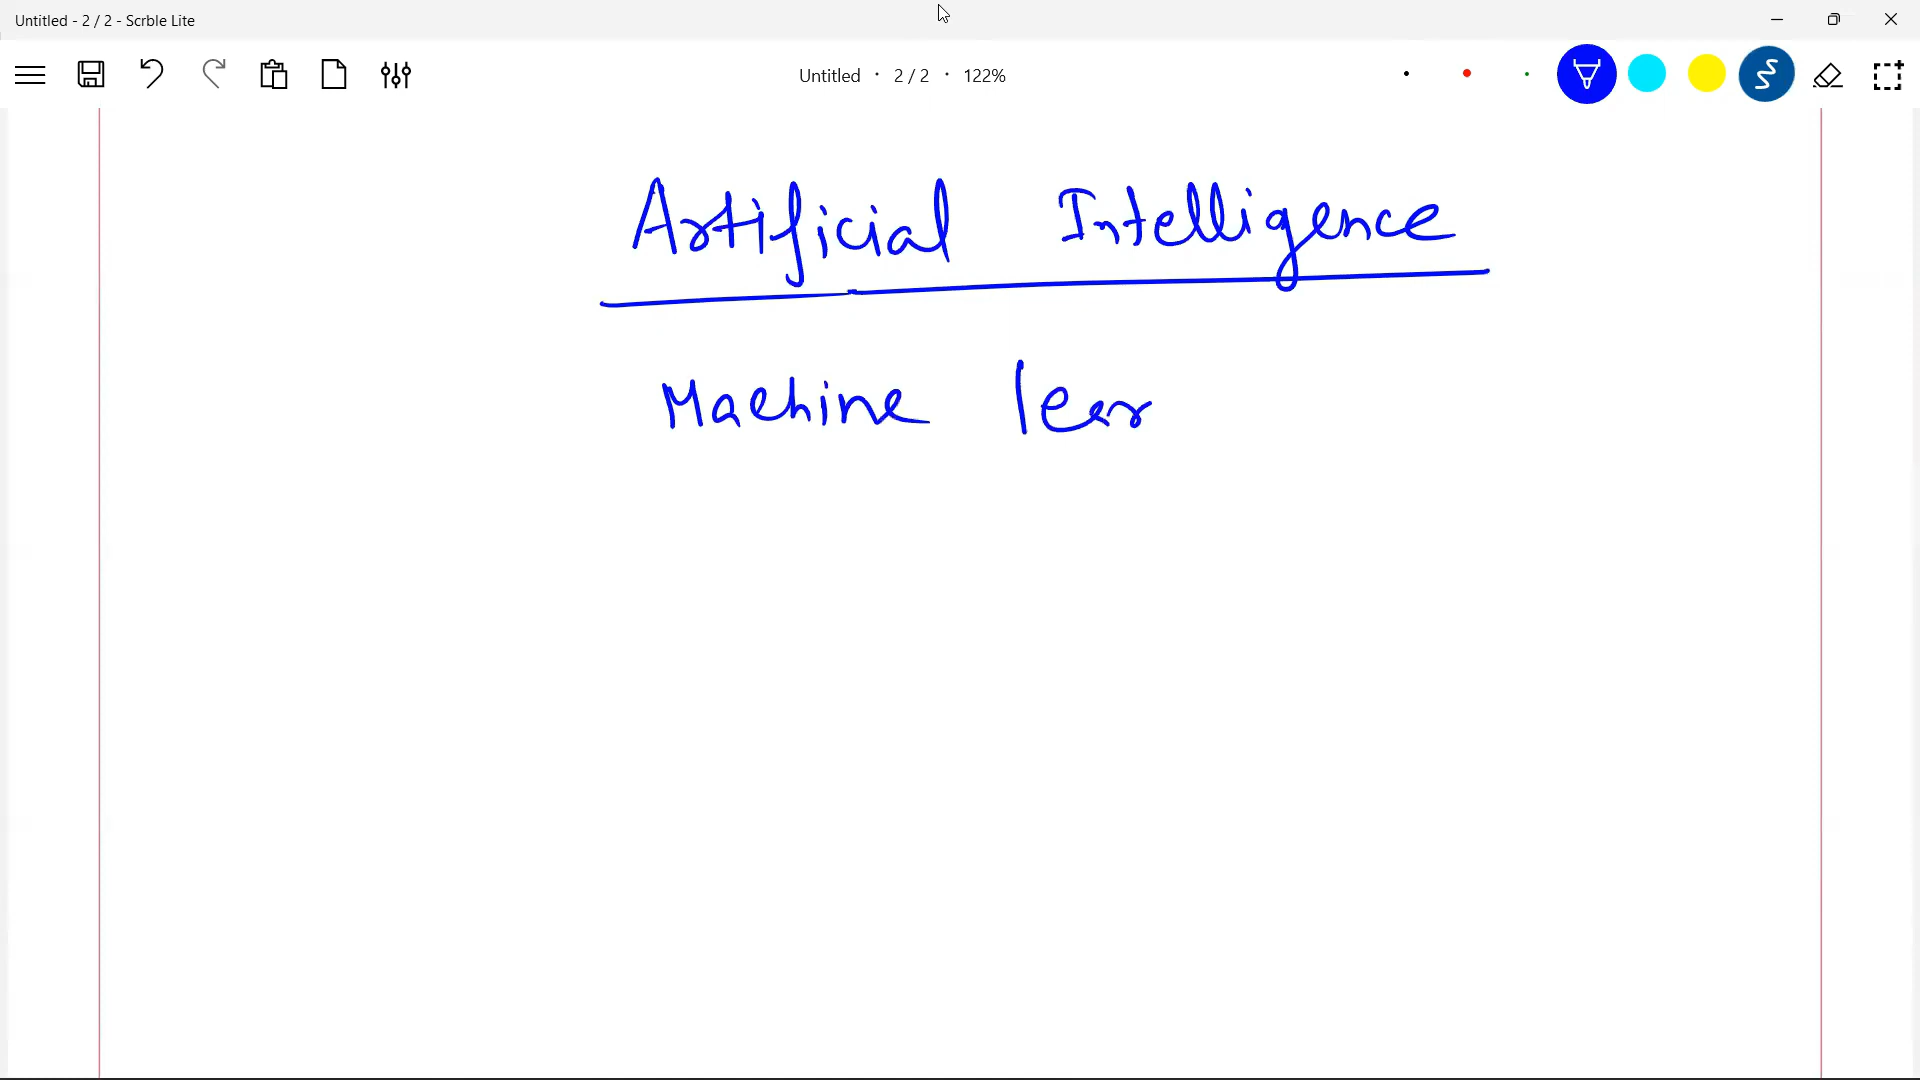 Untitled - 2 / 2 - Scrble Lite
Untitled · 2 / 2 · 122%
Artificial Intelligence
Machine lear